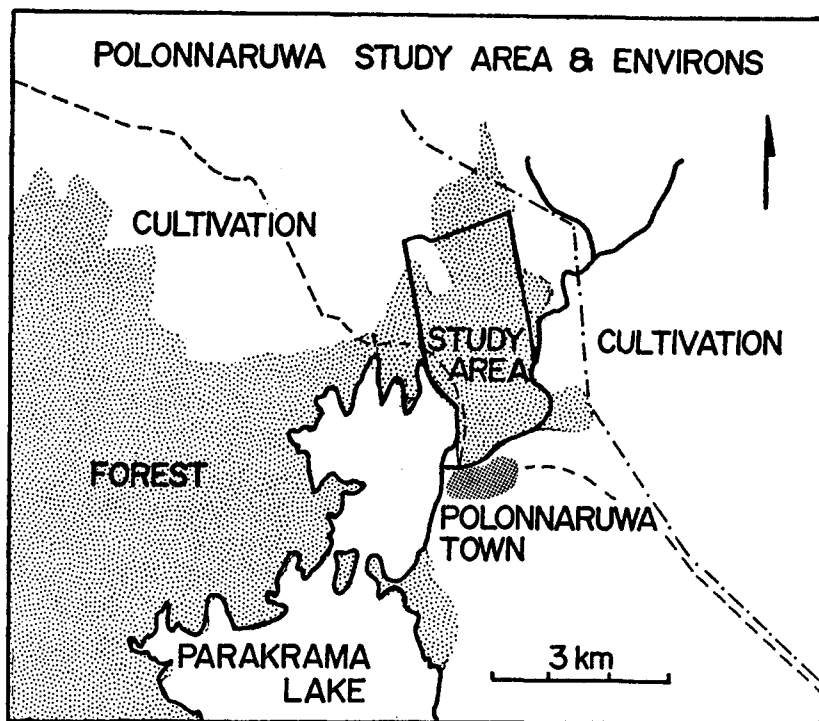 POLONNARUWA STUDY AREA & ENVIRONS
CULTIVATION
STUDY
AREA
CULTIVATION
FOREST
POLONNARUWA
TOWN
PARAKRAMA
LAKE
3 km